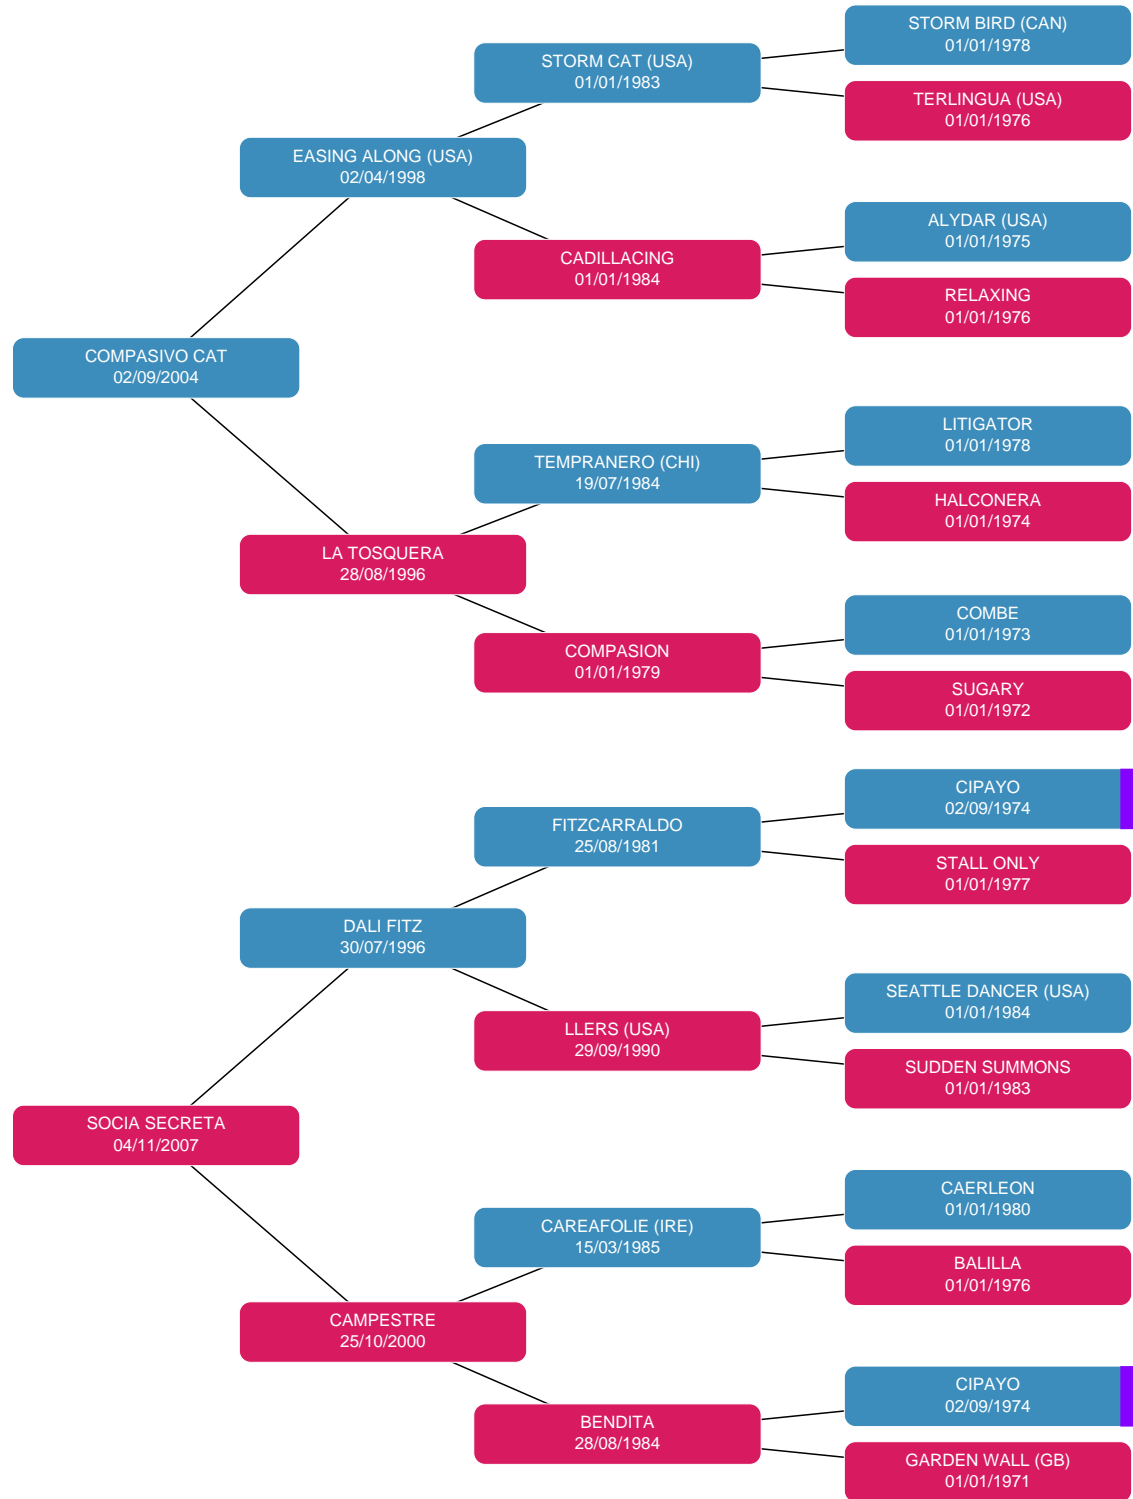 STORM BIRD (CAN)
01/01/1978
STORM CAT (USA)
01/01/1983
TERLINGUA (USA)
01/01/1976
EASING ALONG (USA)
02/04/1998
ALYDAR (USA)
01/01/1975
CADILLACING
01/01/1984
RELAXING
01/01/1976
COMPASIVO CAT
02/09/2004
LITIGATOR
01/01/1978
TEMPRANERO (CHI)
19/07/1984
HALCONERA
01/01/1974
LA TOSQUERA
28/08/1996
COMBE
01/01/1973
COMPASION
01/01/1979
SUGARY
01/01/1972
CIPAYO
02/09/1974
FITZCARRALDO
25/08/1981
STALL ONLY
01/01/1977
DALI FITZ
30/07/1996
SEATTLE DANCER (USA)
01/01/1984
LLERS (USA)
29/09/1990
SUDDEN SUMMONS
01/01/1983
SOCIA SECRETA
04/11/2007
CAERLEON
01/01/1980
CAREAFOLIE (IRE)
15/03/1985
BALILLA
01/01/1976
CAMPESTRE
25/10/2000
CIPAYO
02/09/1974
BENDITA
28/08/1984
GARDEN WALL (GB)
01/01/1971